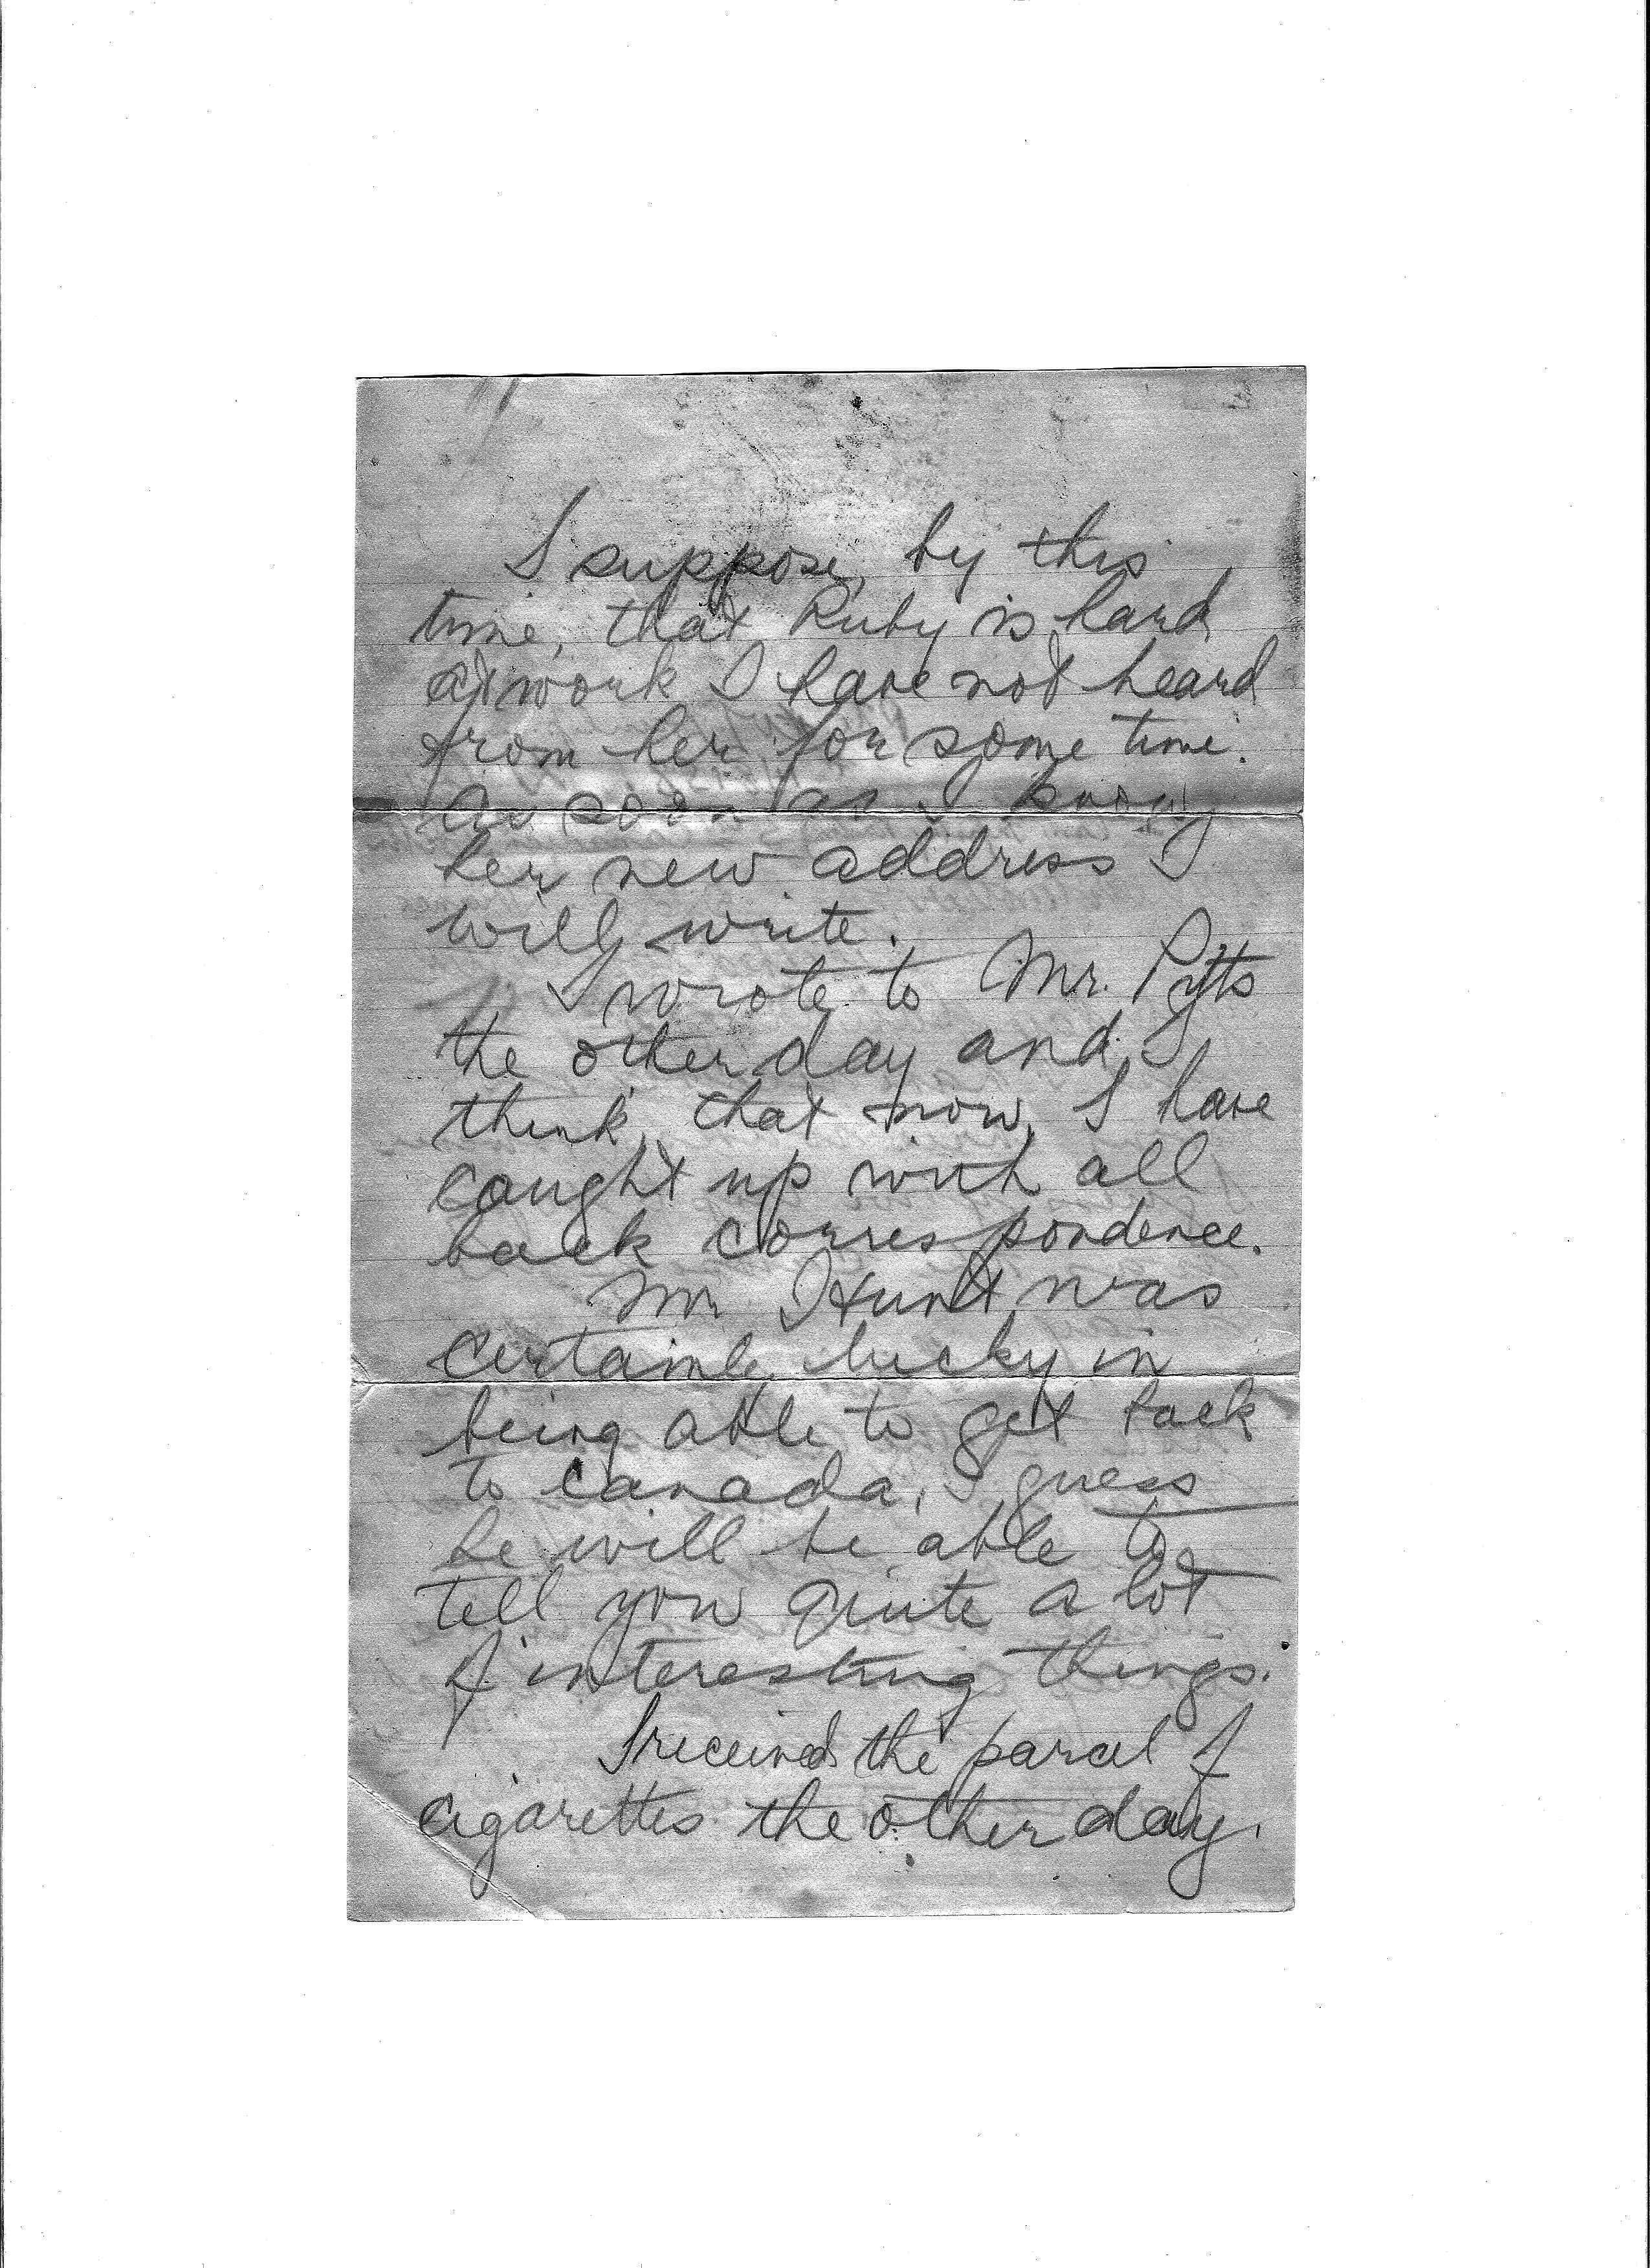 I suppose, by this
time, that Ruby is hard
at work I have not heard
from her for some time.
As soon as I know
her new address I
will write.
I wrote to Mr. Pitts
the other day and I
think, that now, I have
caught up with all
back correspondence.
Mr Hunt was
certainly lucky in
being able to get back
to Canada, I guess
he will be able to
tell you quite a lot
of interesting things.
I received the parcel of
cigarettes the other day.